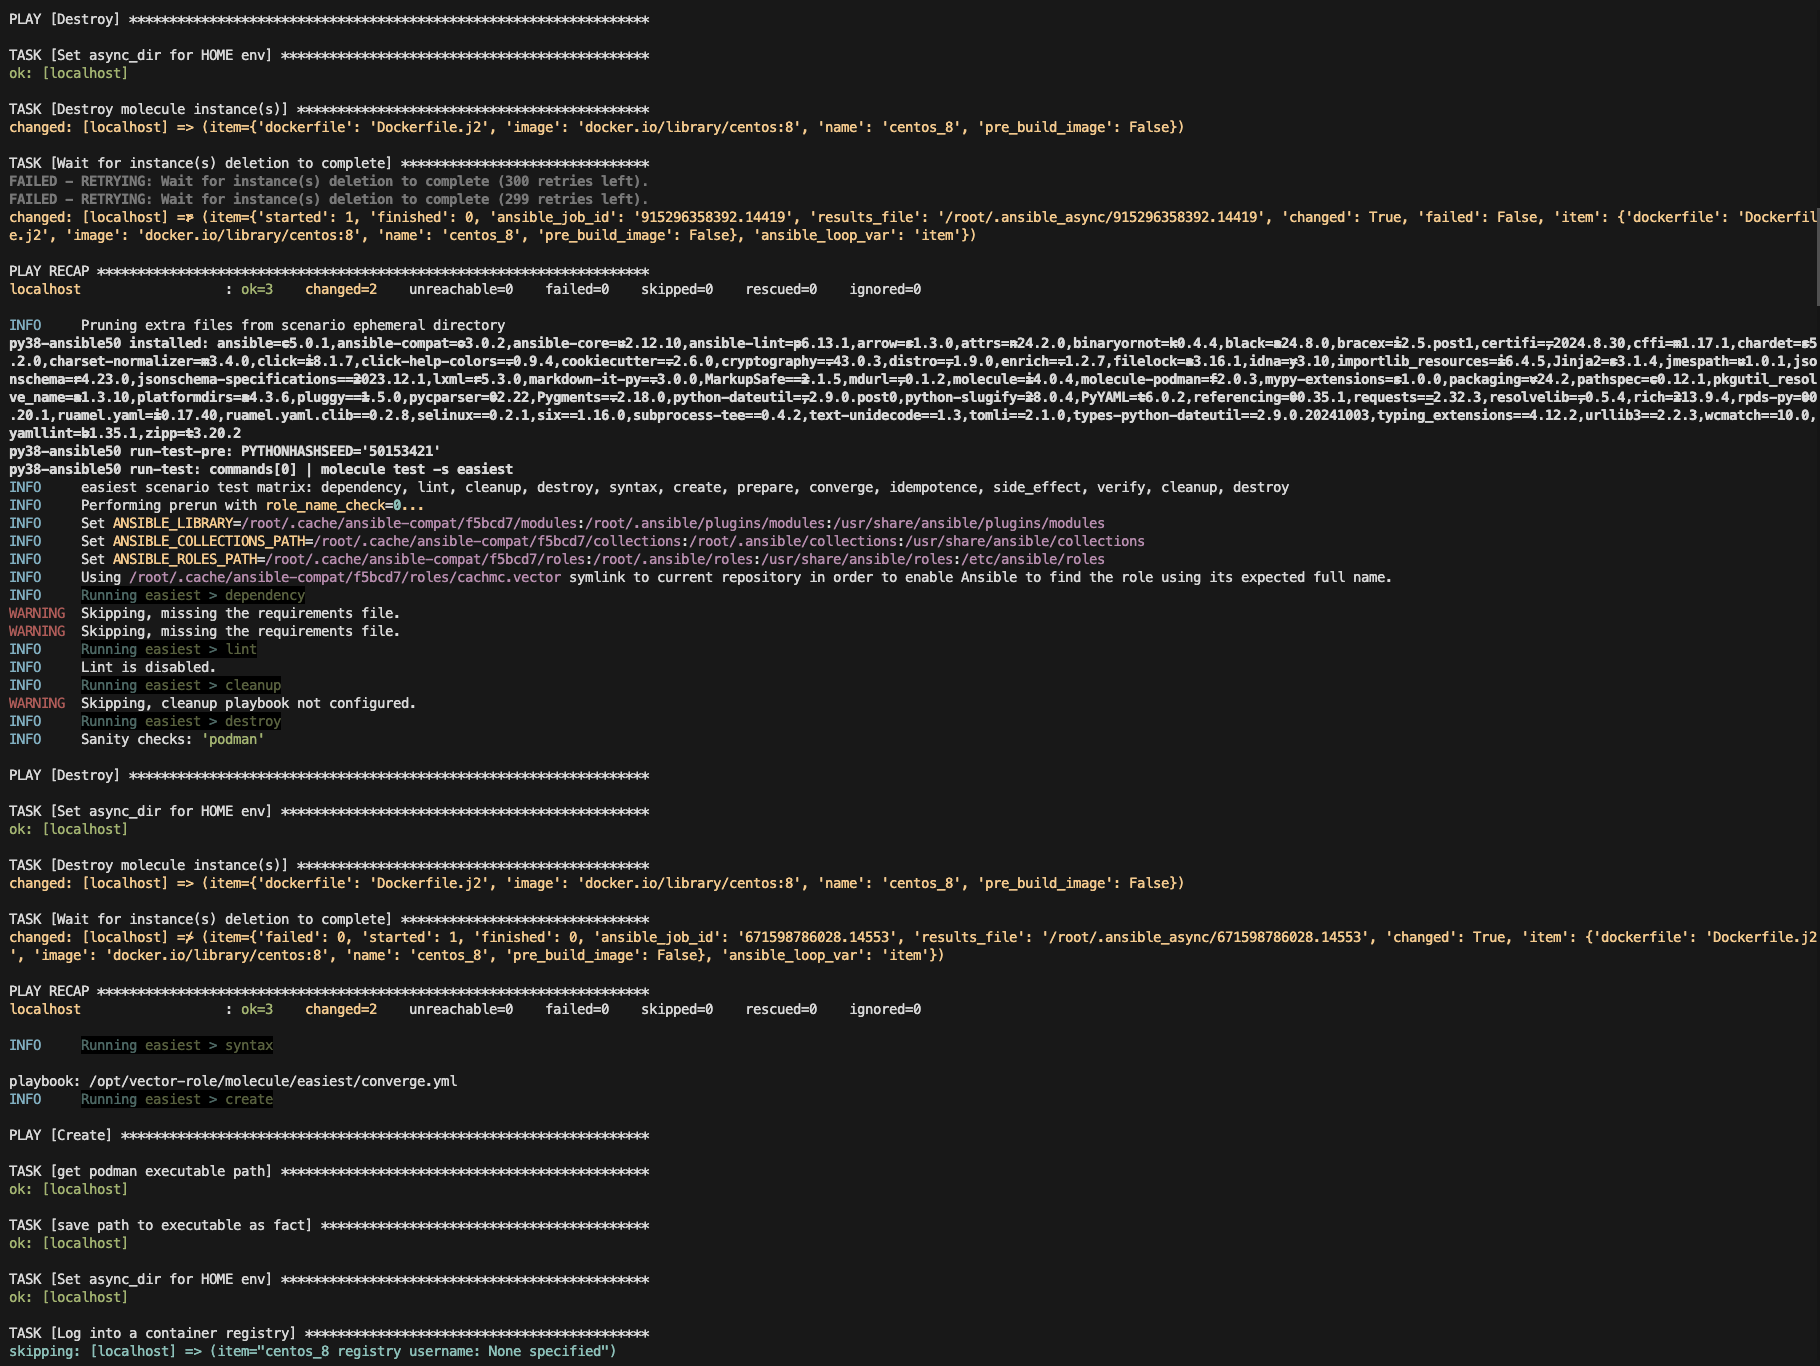 PLAY [Destroy] *****************************************************************
TASK [Set async_dir for HOME env] **********************************************
ok: [localhost]
TASK [Destroy molecule instance(s)] ********************************************
changed: [localhost] => (item={'dockerfile': 'Dockerfile.j2', 'image': 'docker.io/library/centos:8', 'name': 'centos_8', 'pre_build_image': False})
TASK [Wait for instance(s) deletion to complete] *******************************
FAILED - RETRYING: Wait for instance(s) deletion to complete (300 retries left).
FAILED - RETRYING: Wait for instance(s) deletion to complete (299 retries left).
changed: [localhost] => (item={'started': 1, 'finished': 0, 'ansible_job_id': '915296358392.14419', 'results_file': '/root/.ansible_async/915296358392.14419', 'changed': True, 'failed': False, 'item': {'dockerfile': 'Dockerfil
e.j2', 'image': 'docker.io/library/centos:8', 'name': 'centos_8', 'pre_build_image': False}, 'ansible_loop_var': 'item'})
PLAY RECAP *********************************************************************
localhost                  : ok=3    changed=2    unreachable=0    failed=0    skipped=0    rescued=0    ignored=0
INFO     Pruning extra files from scenario ephemeral directory
py38-ansible50 installed: ansible==5.0.1,ansible-compat==3.0.2,ansible-core==2.12.10,ansible-lint==6.13.1,arrow==1.3.0,attrs==24.2.0,binaryornot==0.4.4,black==24.8.0,bracex==2.5.post1,certifi==2024.8.30,cffi==1.17.1,chardet==5
.2.0,charset-normalizer==3.4.0,click==8.1.7,click-help-colors==0.9.4,cookiecutter==2.6.0,cryptography==43.0.3,distro==1.9.0,enrich==1.2.7,filelock==3.16.1,idna==3.10,importlib_resources==6.4.5,Jinja2==3.1.4,jmespath==1.0.1,jso
nschema==4.23.0,jsonschema-specifications==2023.12.1,lxml==5.3.0,markdown-it-py==3.0.0,MarkupSafe==2.1.5,mdurl==0.1.2,molecule==4.0.4,molecule-podman==2.0.3,mypy-extensions==1.0.0,packaging==24.2,pathspec==0.12.1,pkgutil_resol
ve_name==1.3.10,platformdirs==4.3.6,pluggy==1.5.0,pycparser==2.22,Pygments==2.18.0,python-dateutil==2.9.0.post0,python-slugify==8.0.4,PyYAML==6.0.2,referencing==0.35.1,requests==2.32.3,resolvelib==0.5.4,rich==13.9.4,rpds-py==0
.20.1,ruamel.yaml==0.17.40,ruamel.yaml.clib==0.2.8,selinux==0.2.1,six==1.16.0,subprocess-tee==0.4.2,text-unidecode==1.3,tomli==2.1.0,types-python-dateutil==2.9.0.20241003,typing_extensions==4.12.2,urllib3==2.2.3,wcmatch==10.0,
yamllint==1.35.1,zipp==3.20.2
py38-ansible50 run-test-pre: PYTHONHASHSEED='50153421'
py38-ansible50 run-test: commands[0] | molecule test -s easiest
INFO     easiest scenario test matrix: dependency, lint, cleanup, destroy, syntax, create, prepare, converge, idempotence, side_effect, verify, cleanup, destroy
INFO     Performing prerun with role_name_check=0...
INFO     Set ANSIBLE_LIBRARY=/root/.cache/ansible-compat/f5bcd7/modules:/root/.ansible/plugins/modules:/usr/share/ansible/plugins/modules
INFO     Set ANSIBLE_COLLECTIONS_PATH=/root/.cache/ansible-compat/f5bcd7/collections:/root/.ansible/collections:/usr/share/ansible/collections
INFO     Set ANSIBLE_ROLES_PATH=/root/.cache/ansible-compat/f5bcd7/roles:/root/.ansible/roles:/usr/share/ansible/roles:/etc/ansible/roles
INFO     Using /root/.cache/ansible-compat/f5bcd7/roles/cachmc.vector symlink to current repository in order to enable Ansible to find the role using its expected full name.
INFO     Running easiest > dependency
WARNING  Skipping, missing the requirements file.
WARNING  Skipping, missing the requirements file.
INFO     Running easiest > lint
INFO     Lint is disabled.
INFO     Running easiest > cleanup
WARNING  Skipping, cleanup playbook not configured.
INFO     Running easiest > destroy
INFO     Sanity checks: 'podman'
PLAY [Destroy] *****************************************************************
TASK [Set async_dir for HOME env] **********************************************
ok: [localhost]
TASK [Destroy molecule instance(s)] ********************************************
changed: [localhost] => (item={'dockerfile': 'Dockerfile.j2', 'image': 'docker.io/library/centos:8', 'name': 'centos_8', 'pre_build_image': False})
TASK [Wait for instance(s) deletion to complete] *******************************
changed: [localhost] => (item={'failed': 0, 'started': 1, 'finished': 0, 'ansible_job_id': '671598786028.14553', 'results_file': '/root/.ansible_async/671598786028.14553', 'changed': True, 'item': {'dockerfile': 'Dockerfile.j2
', 'image': 'docker.io/library/centos:8', 'name': 'centos_8', 'pre_build_image': False}, 'ansible_loop_var': 'item'})
PLAY RECAP *********************************************************************
localhost                  : ok=3    changed=2    unreachable=0    failed=0    skipped=0    rescued=0    ignored=0
INFO     Running easiest > syntax
playbook: /opt/vector-role/molecule/easiest/converge.yml
INFO     Running easiest > create
PLAY [Create] ******************************************************************
TASK [get podman executable path] **********************************************
ok: [localhost]
TASK [save path to executable as fact] *****************************************
ok: [localhost]
TASK [Set async_dir for HOME env] **********************************************
ok: [localhost]
TASK [Log into a container registry] *******************************************
skipping: [localhost] => (item="centos_8 registry username: None specified")